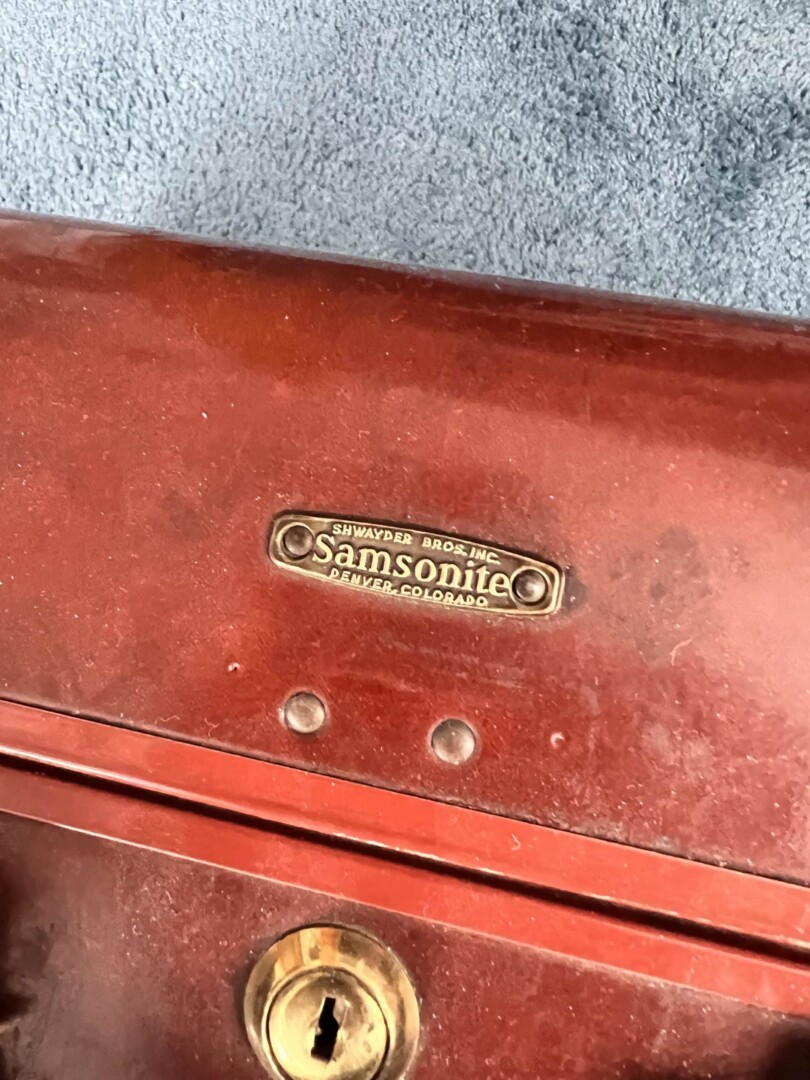 SHWAYDER BROS. INC.
Samsonite
DENVER, COLORADO